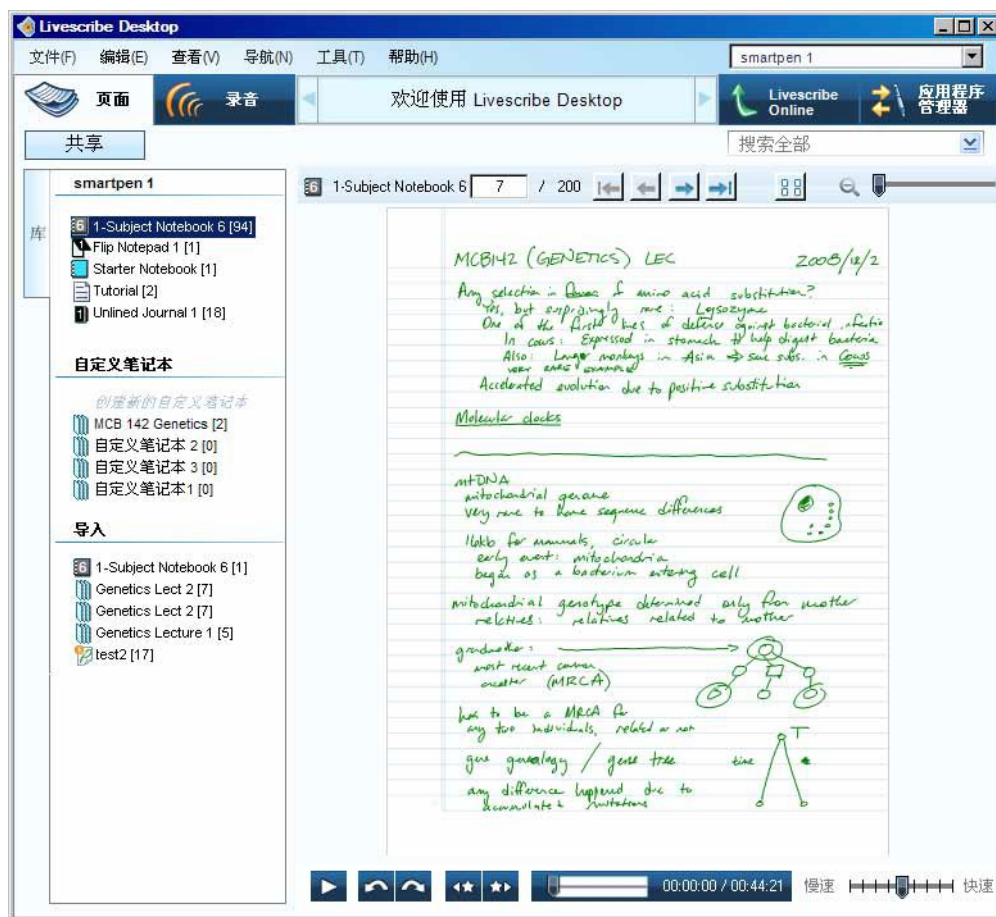 Livescribe Desktop
文件(F) 编辑(E) 查看(V) 导航(N) 工具(T) 帮助(H)
smartpen 1
页面
录音
欢迎使用 Livescribe Desktop
Livescribe Online
应用程序管理器
共享
搜索全部
库
smartpen 1
1-Subject Notebook 6 [94]
Flip Notepad 1 [1]
Starter Notebook [1]
Tutorial [2]
Unlined Journal 1 [18]
自定义笔记本
创建新的自定义笔记本
MCB 142 Genetics [2]
自定义笔记本 2 [0]
自定义笔记本 3 [0]
自定义笔记本1 [0]
导入
1-Subject Notebook 6 [1]
Genetics Lect 2 [7]
Genetics Lect 2 [7]
Genetics Lecture 1 [5]
test2 [17]
1-Subject Notebook 6 7 / 200
MCB142 (GENETICS) LEC 2008/12/2
Any selection in of amino acid substitution?
Yes, but surprisingly rare: Lysozyme
One of the first lines of defense against bacterial infectio
In cows: Expressed in stomach to help digest bacteria
Also: Langer monkeys in Asia → same subs. in Cows
very rare example
Accelerated evolution due to positive substitution
Molecular clocks
mtDNA
mitochondrial genome
very rare to have sequence differences
16kb for mammals, circular
early event: mitochondria
began as a bacterium entering cell
mitochondrial genotype determined only from mother
relatives: relatives related to mother
grandmother:
most recent common
ancestor (MRCA)
has to be a MRCA for
any two individuals, related or not
gene genealogy / gene tree
time
T
any difference happened due to
accumulated mutations
00:00:00 / 00:44:21
慢速
快速